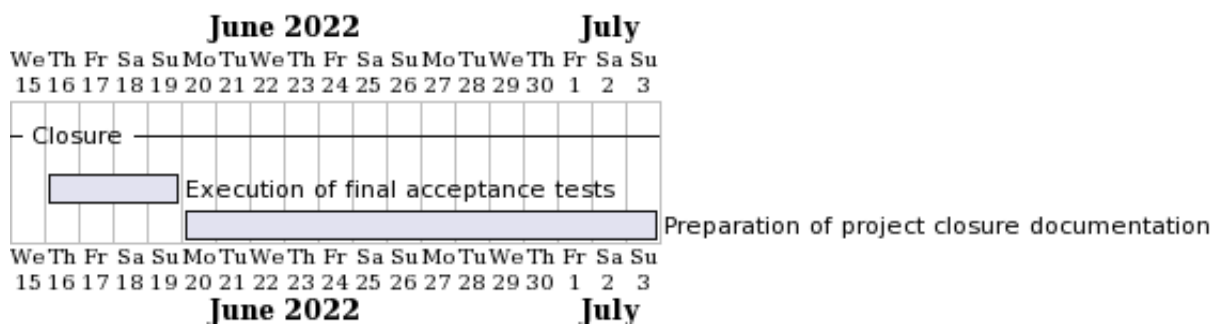 June 2022 July
We Th Fr Sa Su Mo Tu We Th Fr Sa Su Mo Tu We Th Fr Sa Su
15 16 17 18 19 20 21 22 23 24 25 26 27 28 29 30 1 2 3
Closure
Execution of final acceptance tests
Preparation of project closure documentation
We Th Fr Sa Su Mo Tu We Th Fr Sa Su Mo Tu We Th Fr Sa Su
15 16 17 18 19 20 21 22 23 24 25 26 27 28 29 30 1 2 3
June 2022 July